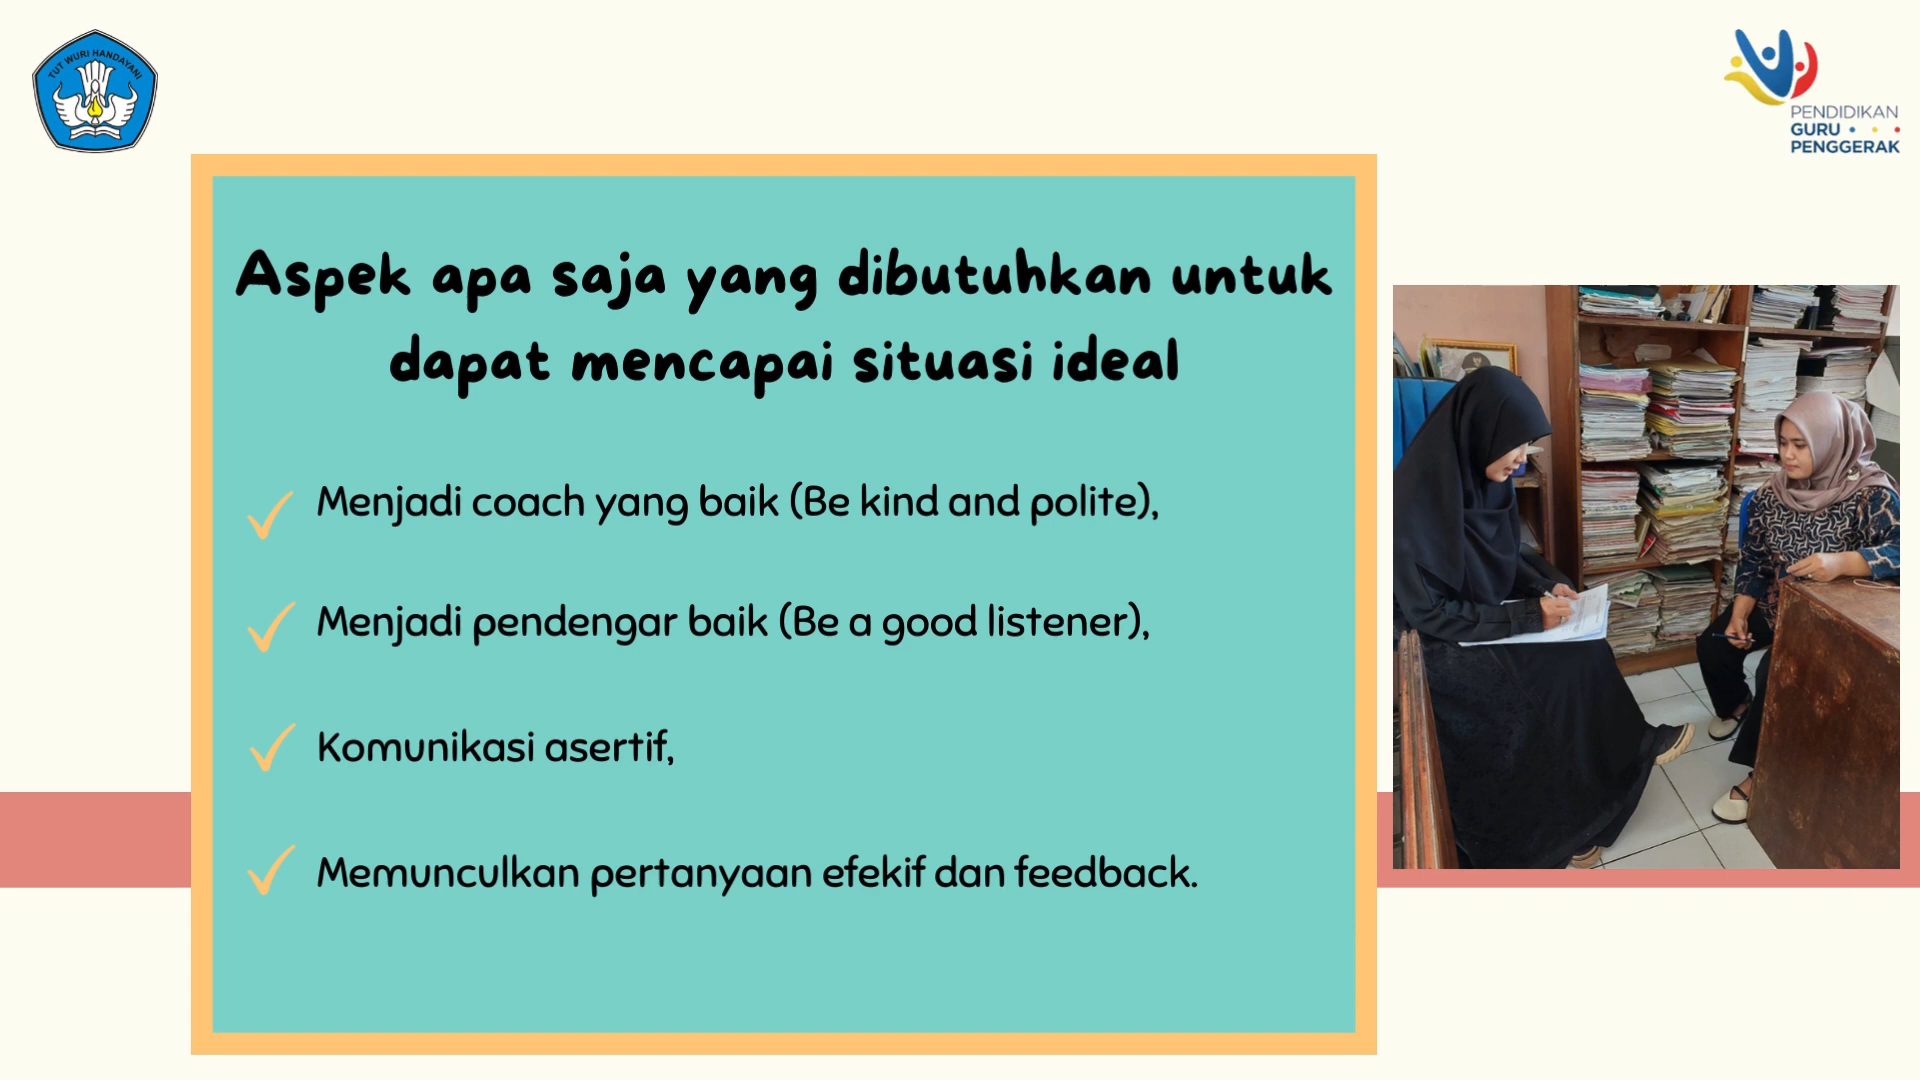 TUT WURI HANDAYANI
PENDIDIKAN
GURU
PENGGERAK
Aspek apa saja yang dibutuhkan untuk
dapat mencapai situasi ideal
Menjadi coach yang baik (Be kind and polite),
Menjadi pendengar baik (Be a good listener),
Komunikasi asertif,
Memunculkan pertanyaan efekif dan feedback.